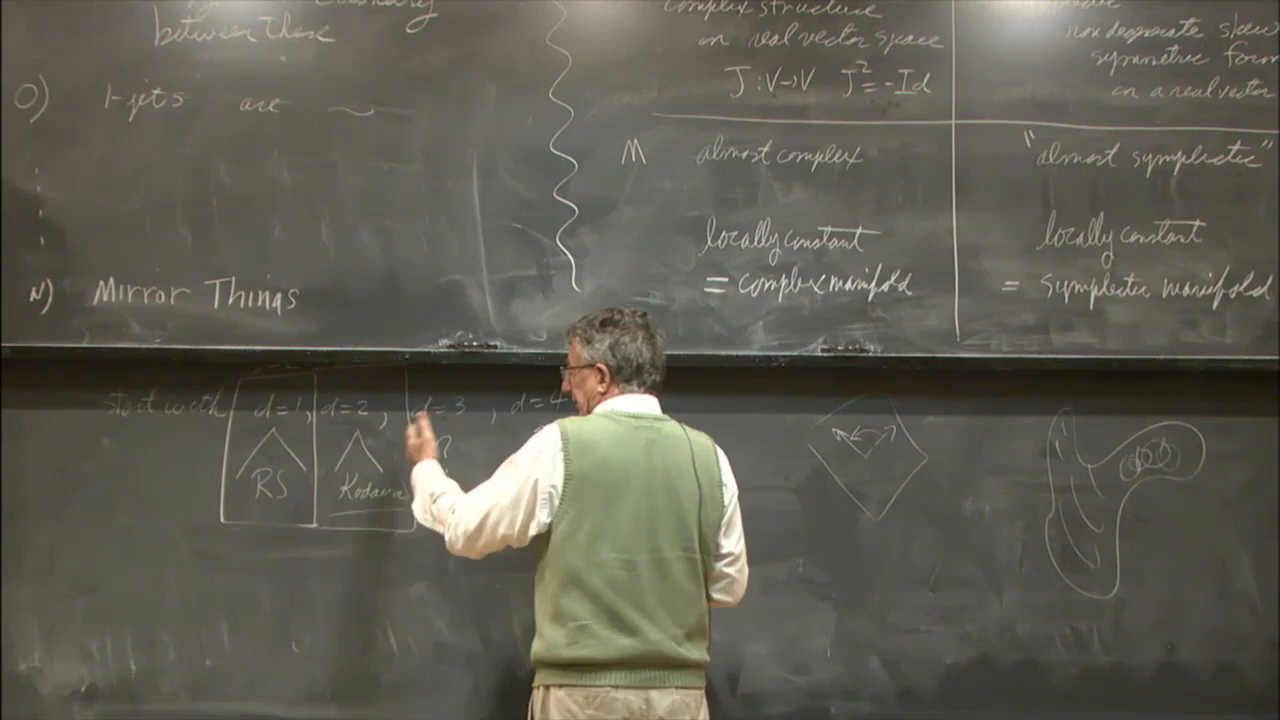 between these
0) 1-jets are
N) Mirror Things
complex structure
on real vector space
J : V→V J²=-Id
nondegenerate skew
symmetric form
on a real vector
M almost complex "almost symplectic"
locally constant
= complex manifold
locally constant
= symplectic manifold
start with d=1, d=2, d=3, d=4
RS Kodaira
?